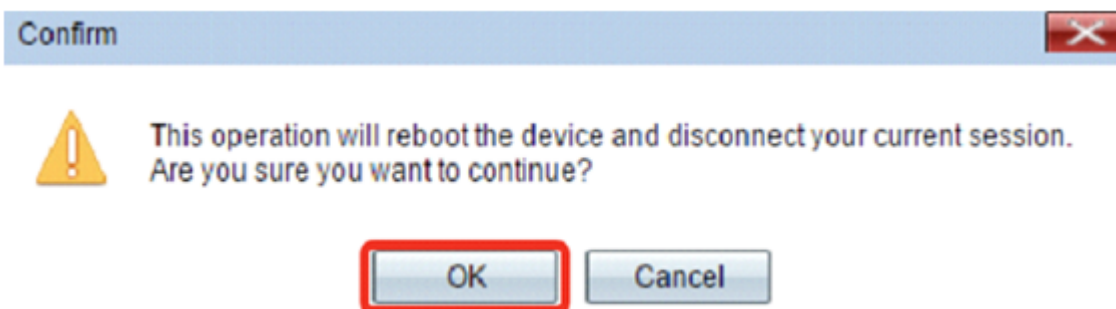 Confirm
This operation will reboot the device and disconnect your current session.
Are you sure you want to continue?
OK Cancel